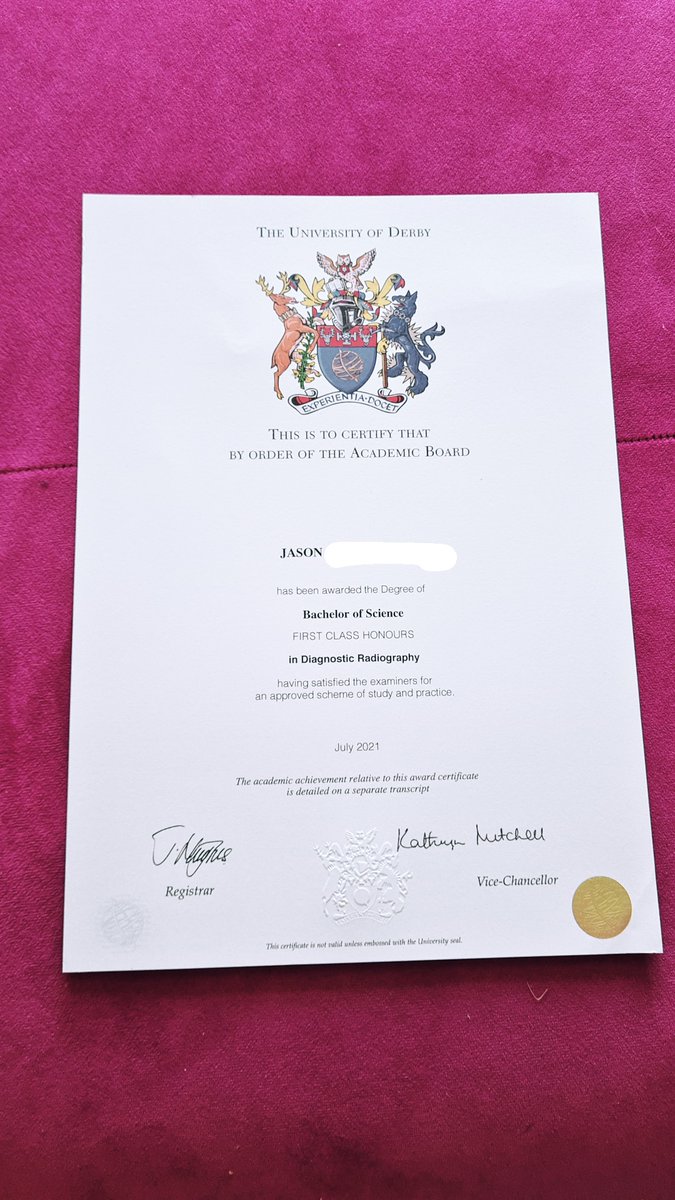 THE UNIVERSITY OF DERBY
EXPERIENTIA·DOCET
THIS IS TO CERTIFY THAT
BY ORDER OF THE ACADEMIC BOARD
JASON
has been awarded the Degree of
Bachelor of Science
FIRST CLASS HONOURS
in Diagnostic Radiography
having satisfied the examiners for
an approved scheme of study and practice.
July 2021
The academic achievement relative to this award certificate
is detailed on a separate transcript
J. Hughes
Kathryn Mitchell
Registrar
Vice-Chancellor
This certificate is not valid unless embossed with the University seal.